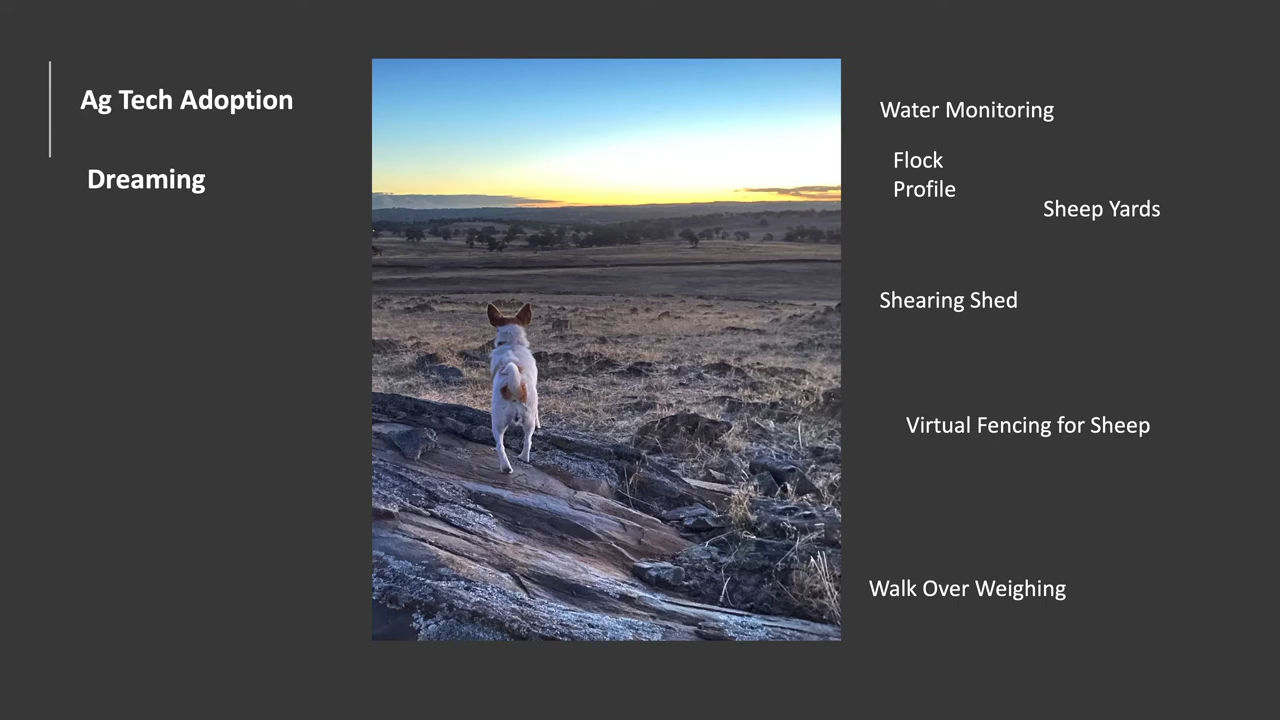 Ag Tech Adoption
Dreaming
Water Monitoring
Flock
Profile
Sheep Yards
Shearing Shed
Virtual Fencing for Sheep
Walk Over Weighing